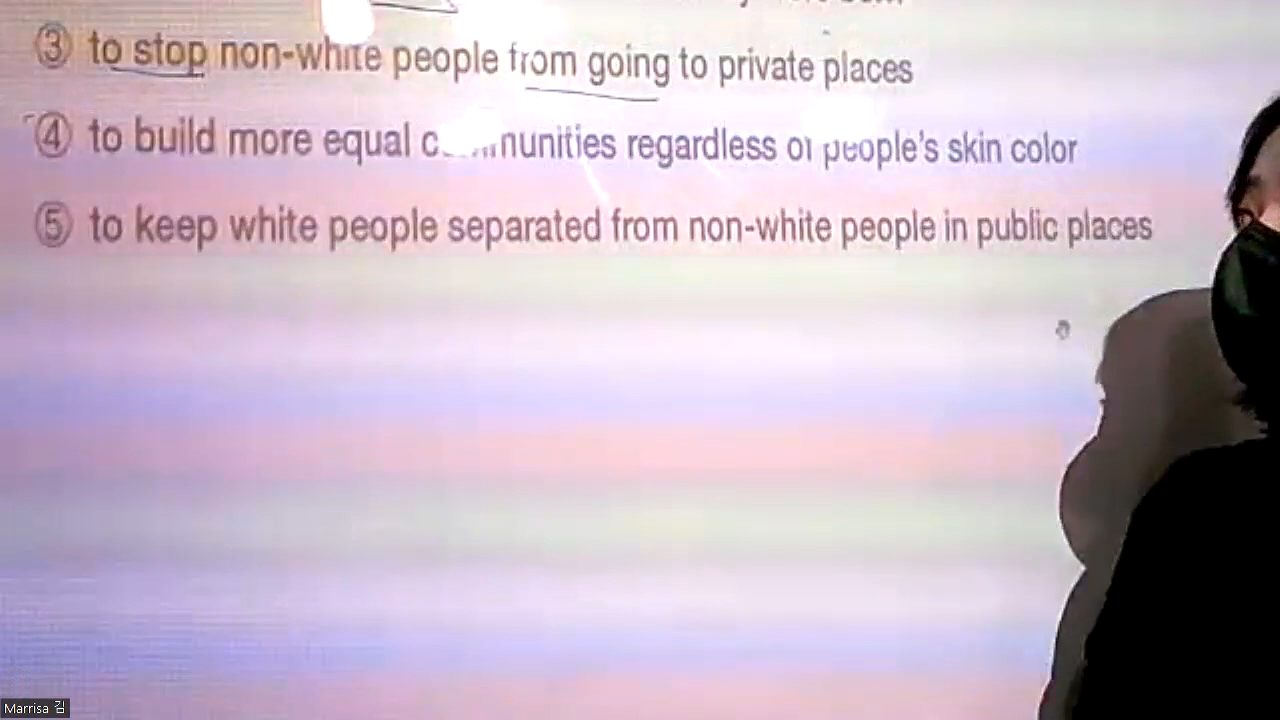 ③ to stop non-white people from going to private places
④ to build more equal communities regardless of people's skin color
⑤ to keep white people separated from non-white people in public places
Marrisa 김